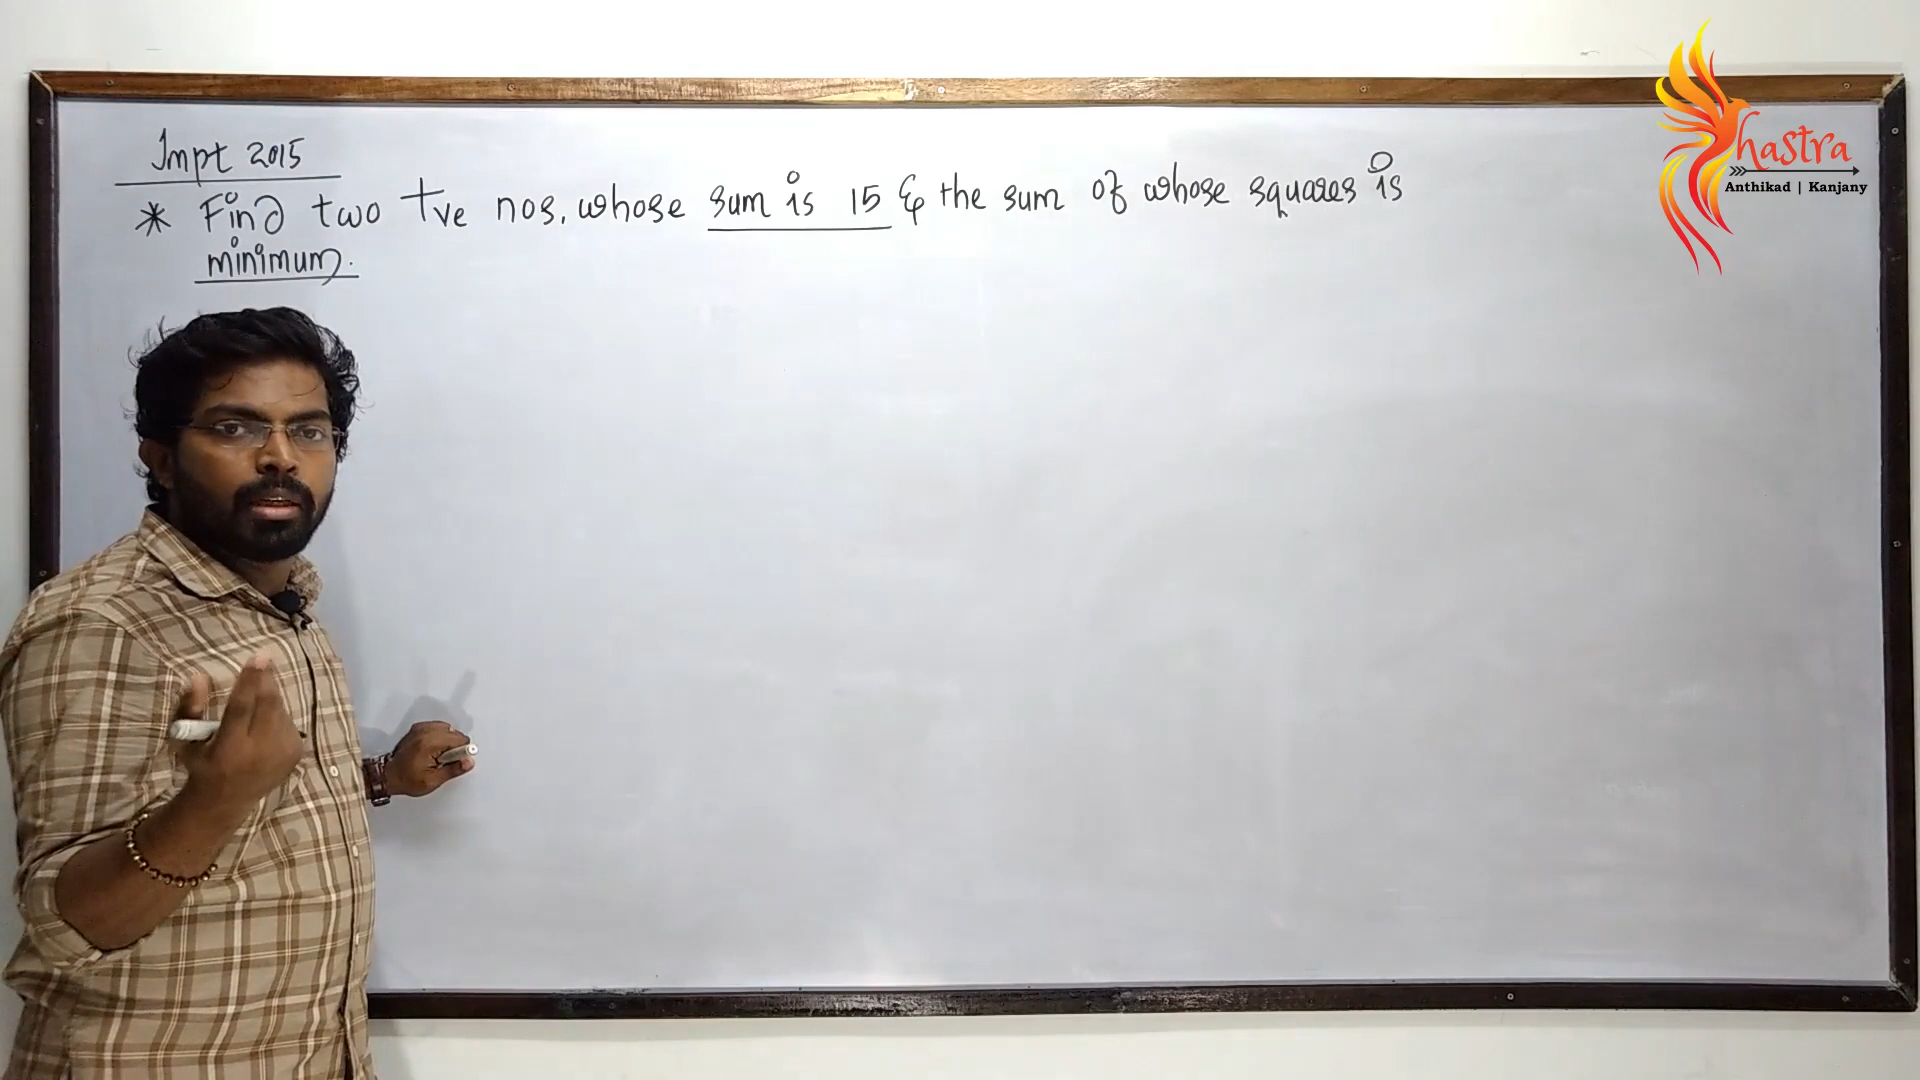 Impt 2015
* Find two +ve nos. whose sum is 15 & the sum of whose squares is
minimum.
hastra
Anthikad | Kanjany